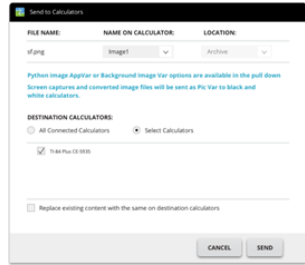 Send to Calculators
FILE NAME: NAME ON CALCULATOR: LOCATION:
sf.png Image1 Archive
Python image AppVar or Background Image Var options are available in the pull down
Screen captures and converted image files will be sent as Pic Var to black and
white calculators.
DESTINATION CALCULATORS:
All Connected Calculators Select Calculators
TI-84 Plus CE-5935
Replace existing content with the same on destination calculators
CANCEL SEND